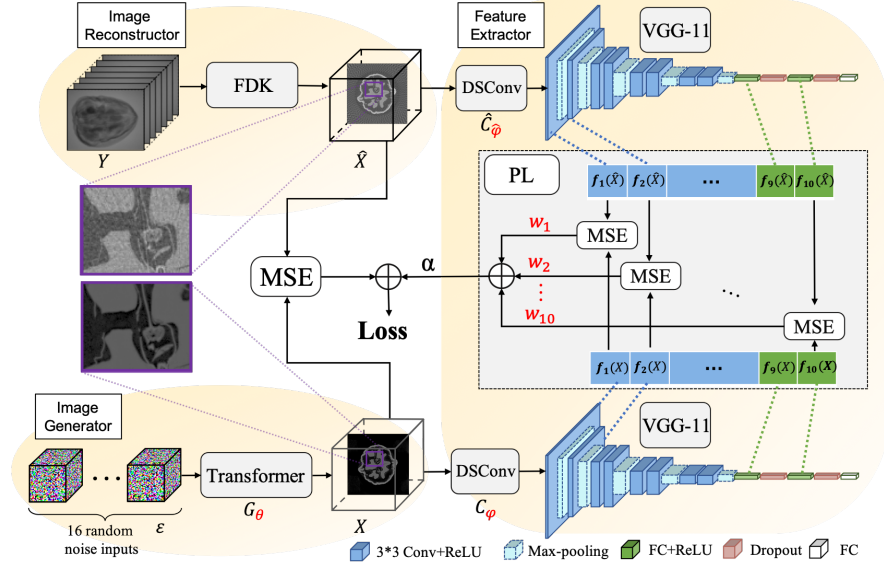 Image
Reconstructor
Feature
Extractor
VGG-11
FDK
DSConv
Y
X̂
Ĉ_φ̂
PL
f₁(X̂) f₂(X̂) ... f₉(X̂) f₁₀(X̂)
w₁
MSE
MSE
α
w₂
MSE
⋮
w₁₀
MSE
Loss
f₁(X) f₂(X) ... f₉(X) f₁₀(X)
Image
Generator
VGG-11
Transformer
DSConv
16 random
noise inputs
ε
G_θ
X
C_φ
3*3 Conv+ReLU
Max-pooling
FC+ReLU
Dropout
FC